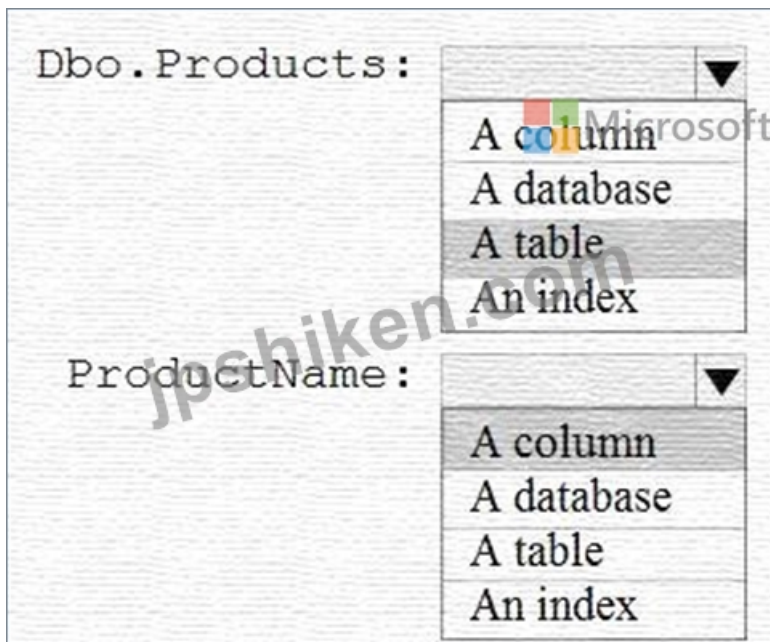 Dbo.Products:
A column
Microsoft
A database
A table
An index
jpshiken.com
ProductName:
A column
A database
A table
An index